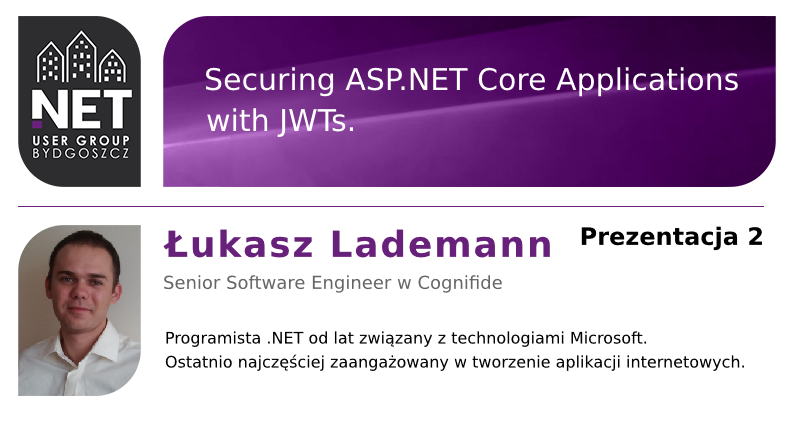 .NET
USER GROUP
BYDGOSZCZ
Securing ASP.NET Core Applications
with JWTs.
Łukasz Lademann
Prezentacja 2
Senior Software Engineer w Cognifide
Programista .NET od lat związany z technologiami Microsoft.
Ostatnio najczęściej zaangażowany w tworzenie aplikacji internetowych.